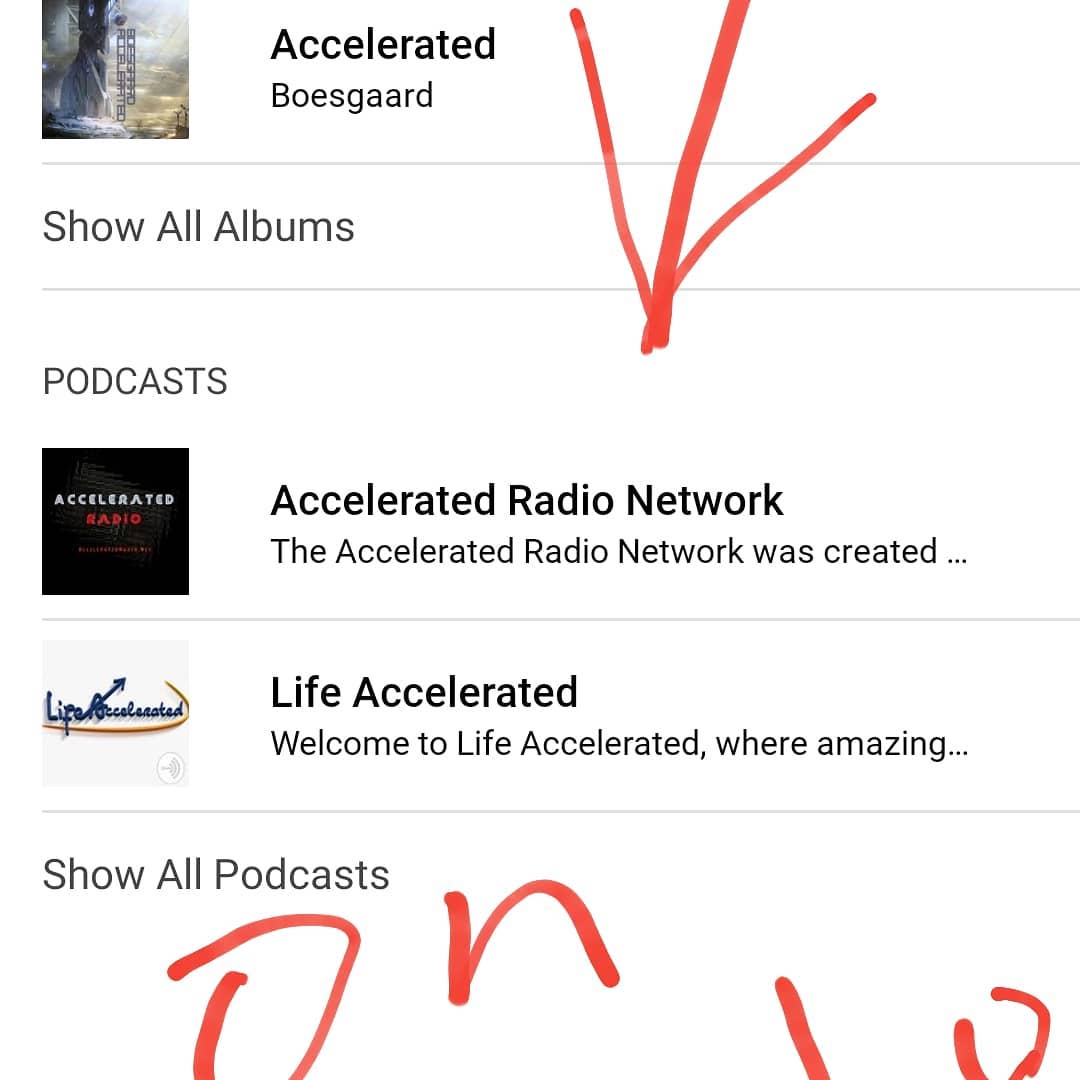 BOESGAARD
ACCELERATED
Accelerated
Boesgaard
Show All Albums
PODCASTS
ACCELERATED
RADIO
Accelerated Radio Network
The Accelerated Radio Network was created ...
Life Accelerated
Life Accelerated
Welcome to Life Accelerated, where amazing...
Show All Podcasts
on